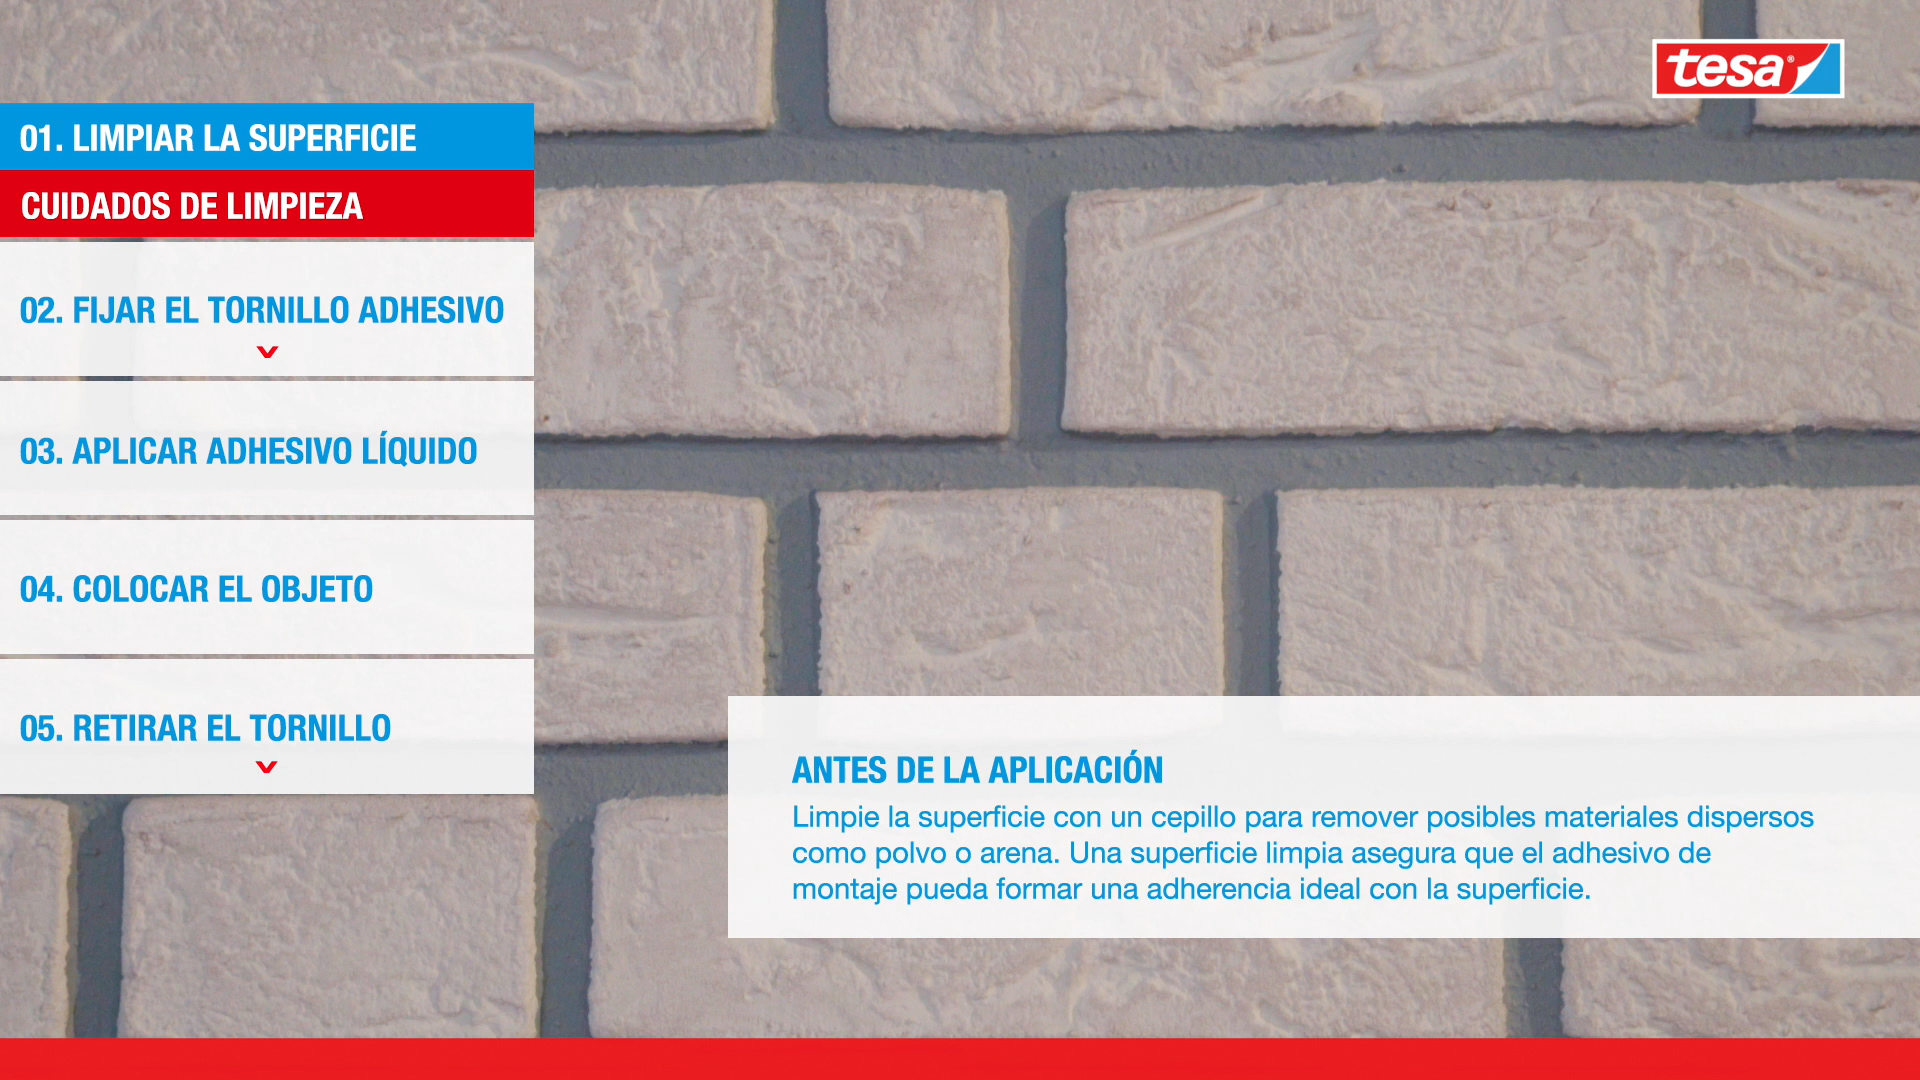 tesa®
01. LIMPIAR LA SUPERFICIE
CUIDADOS DE LIMPIEZA
02. FIJAR EL TORNILLO ADHESIVO
03. APLICAR ADHESIVO LÍQUIDO
04. COLOCAR EL OBJETO
05. RETIRAR EL TORNILLO
ANTES DE LA APLICACIÓN
Limpie la superficie con un cepillo para remover posibles materiales dispersos
como polvo o arena. Una superficie limpia asegura que el adhesivo de
montaje pueda formar una adherencia ideal con la superficie.